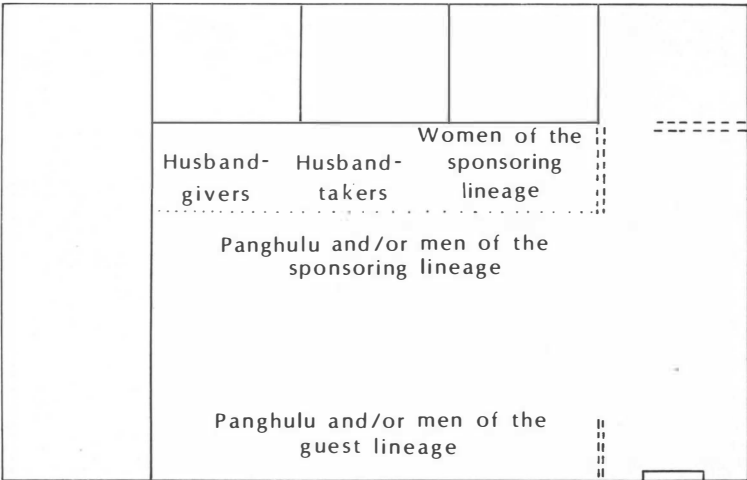 Husband-
givers
Husband-
takers
Women of the
sponsoring
lineage
Panghulu and/or men of the
sponsoring lineage
Panghulu and/or men of the
guest lineage